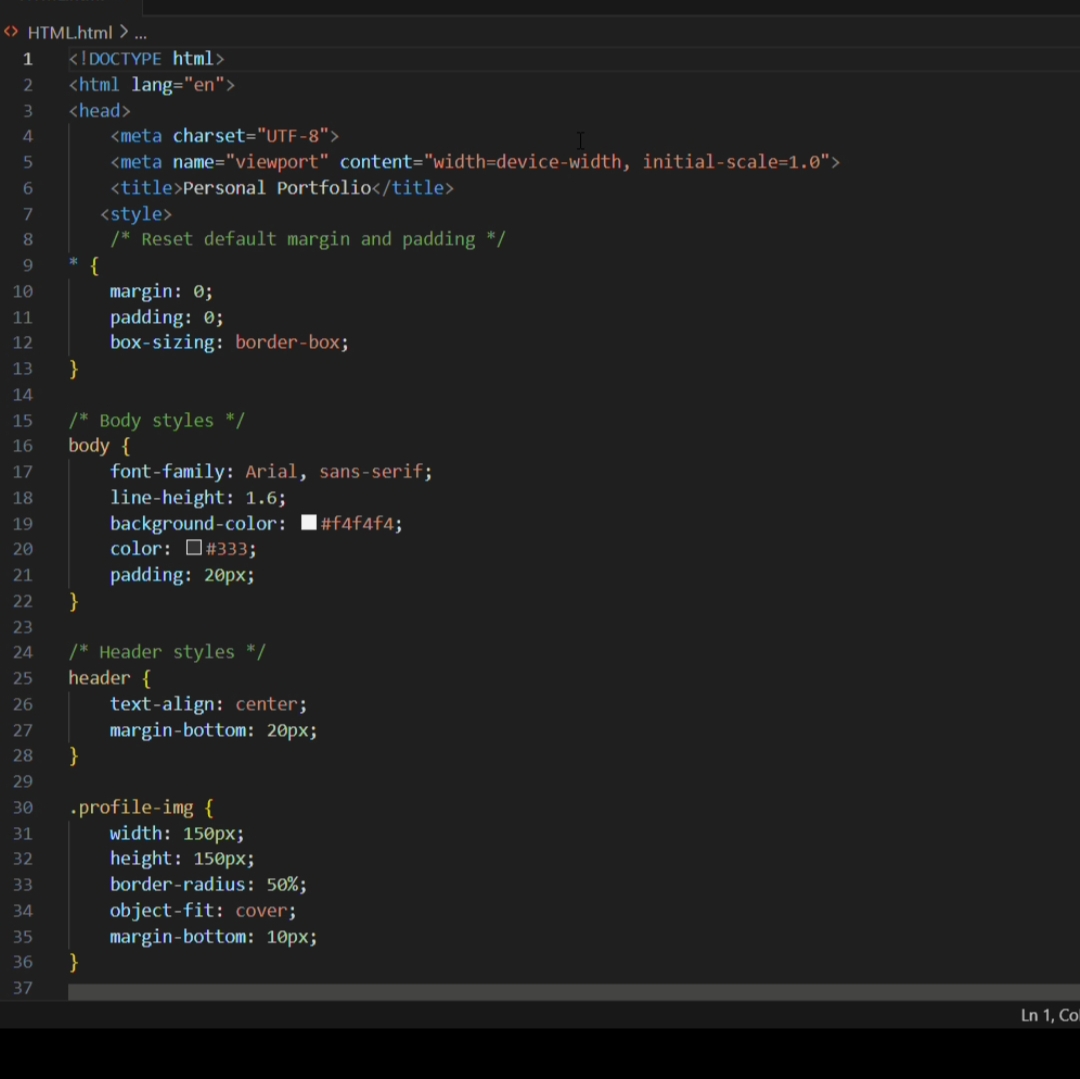 HTML.html > ...
1 <!DOCTYPE html>
2 <html lang="en">
3 <head>
4     <meta charset="UTF-8">
5     <meta name="viewport" content="width=device-width, initial-scale=1.0">
6     <title>Personal Portfolio</title>
7    <style>
8     /* Reset default margin and padding */
9 * {
10     margin: 0;
11     padding: 0;
12     box-sizing: border-box;
13 }
14
15 /* Body styles */
16 body {
17     font-family: Arial, sans-serif;
18     line-height: 1.6;
19     background-color: #f4f4f4;
20     color: #333;
21     padding: 20px;
22 }
23
24 /* Header styles */
25 header {
26     text-align: center;
27     margin-bottom: 20px;
28 }
29
30 .profile-img {
31     width: 150px;
32     height: 150px;
33     border-radius: 50%;
34     object-fit: cover;
35     margin-bottom: 10px;
36 }
37
Ln 1, Co